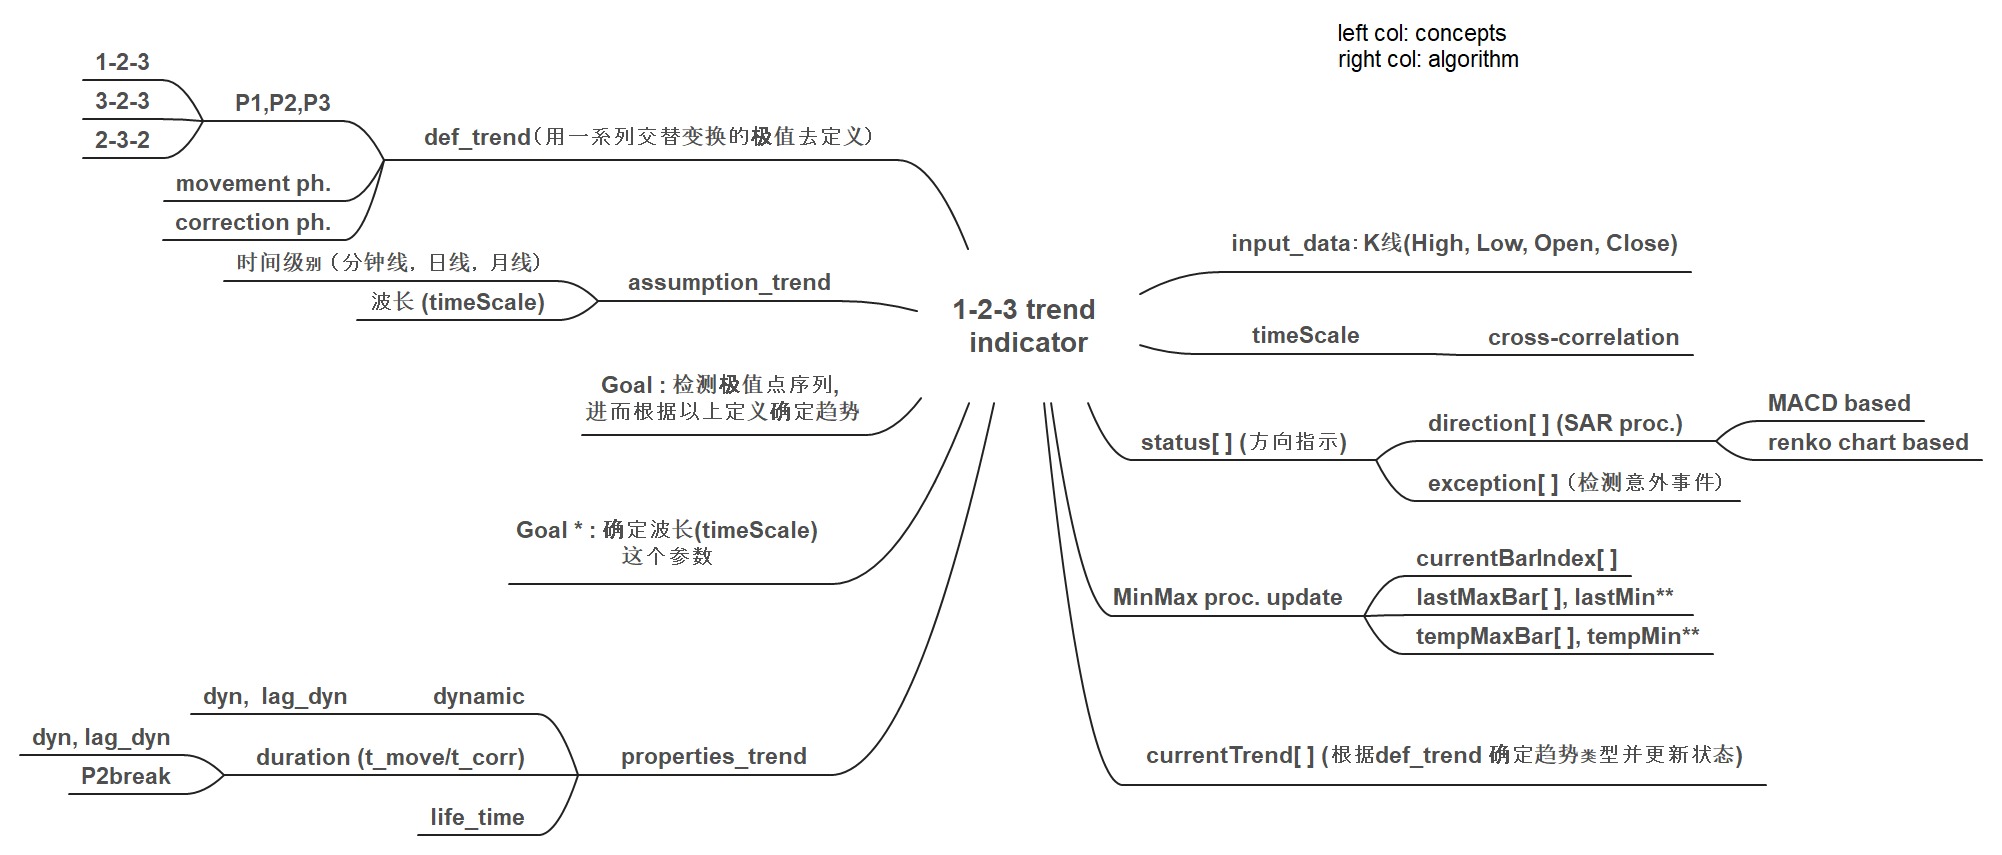 left col: concepts
right col: algorithm
1-2-3 trend
indicator
def_trend（用一系列交替变换的极值去定义）
P1,P2,P3
1-2-3
3-2-3
2-3-2
movement ph.
correction ph.
assumption_trend
时间级别（分钟线，日线，月线）
波长 (timeScale)
Goal : 检测极值点序列,
进而根据以上定义确定趋势
Goal * : 确定波长(timeScale)
这个参数
properties_trend
dynamic
dyn, lag_dyn
duration (t_move/t_corr)
dyn, lag_dyn
P2break
life_time
input_data: K线(High, Low, Open, Close)
timeScale
cross-correlation
status[ ] (方向指示)
direction[ ] (SAR proc.)
MACD based
renko chart based
exception[ ]（检测意外事件）
MinMax proc. update
currentBarIndex[ ]
lastMaxBar[ ], lastMin**
tempMaxBar[ ], tempMin**
currentTrend[ ] (根据def_trend 确定趋势类型并更新状态)